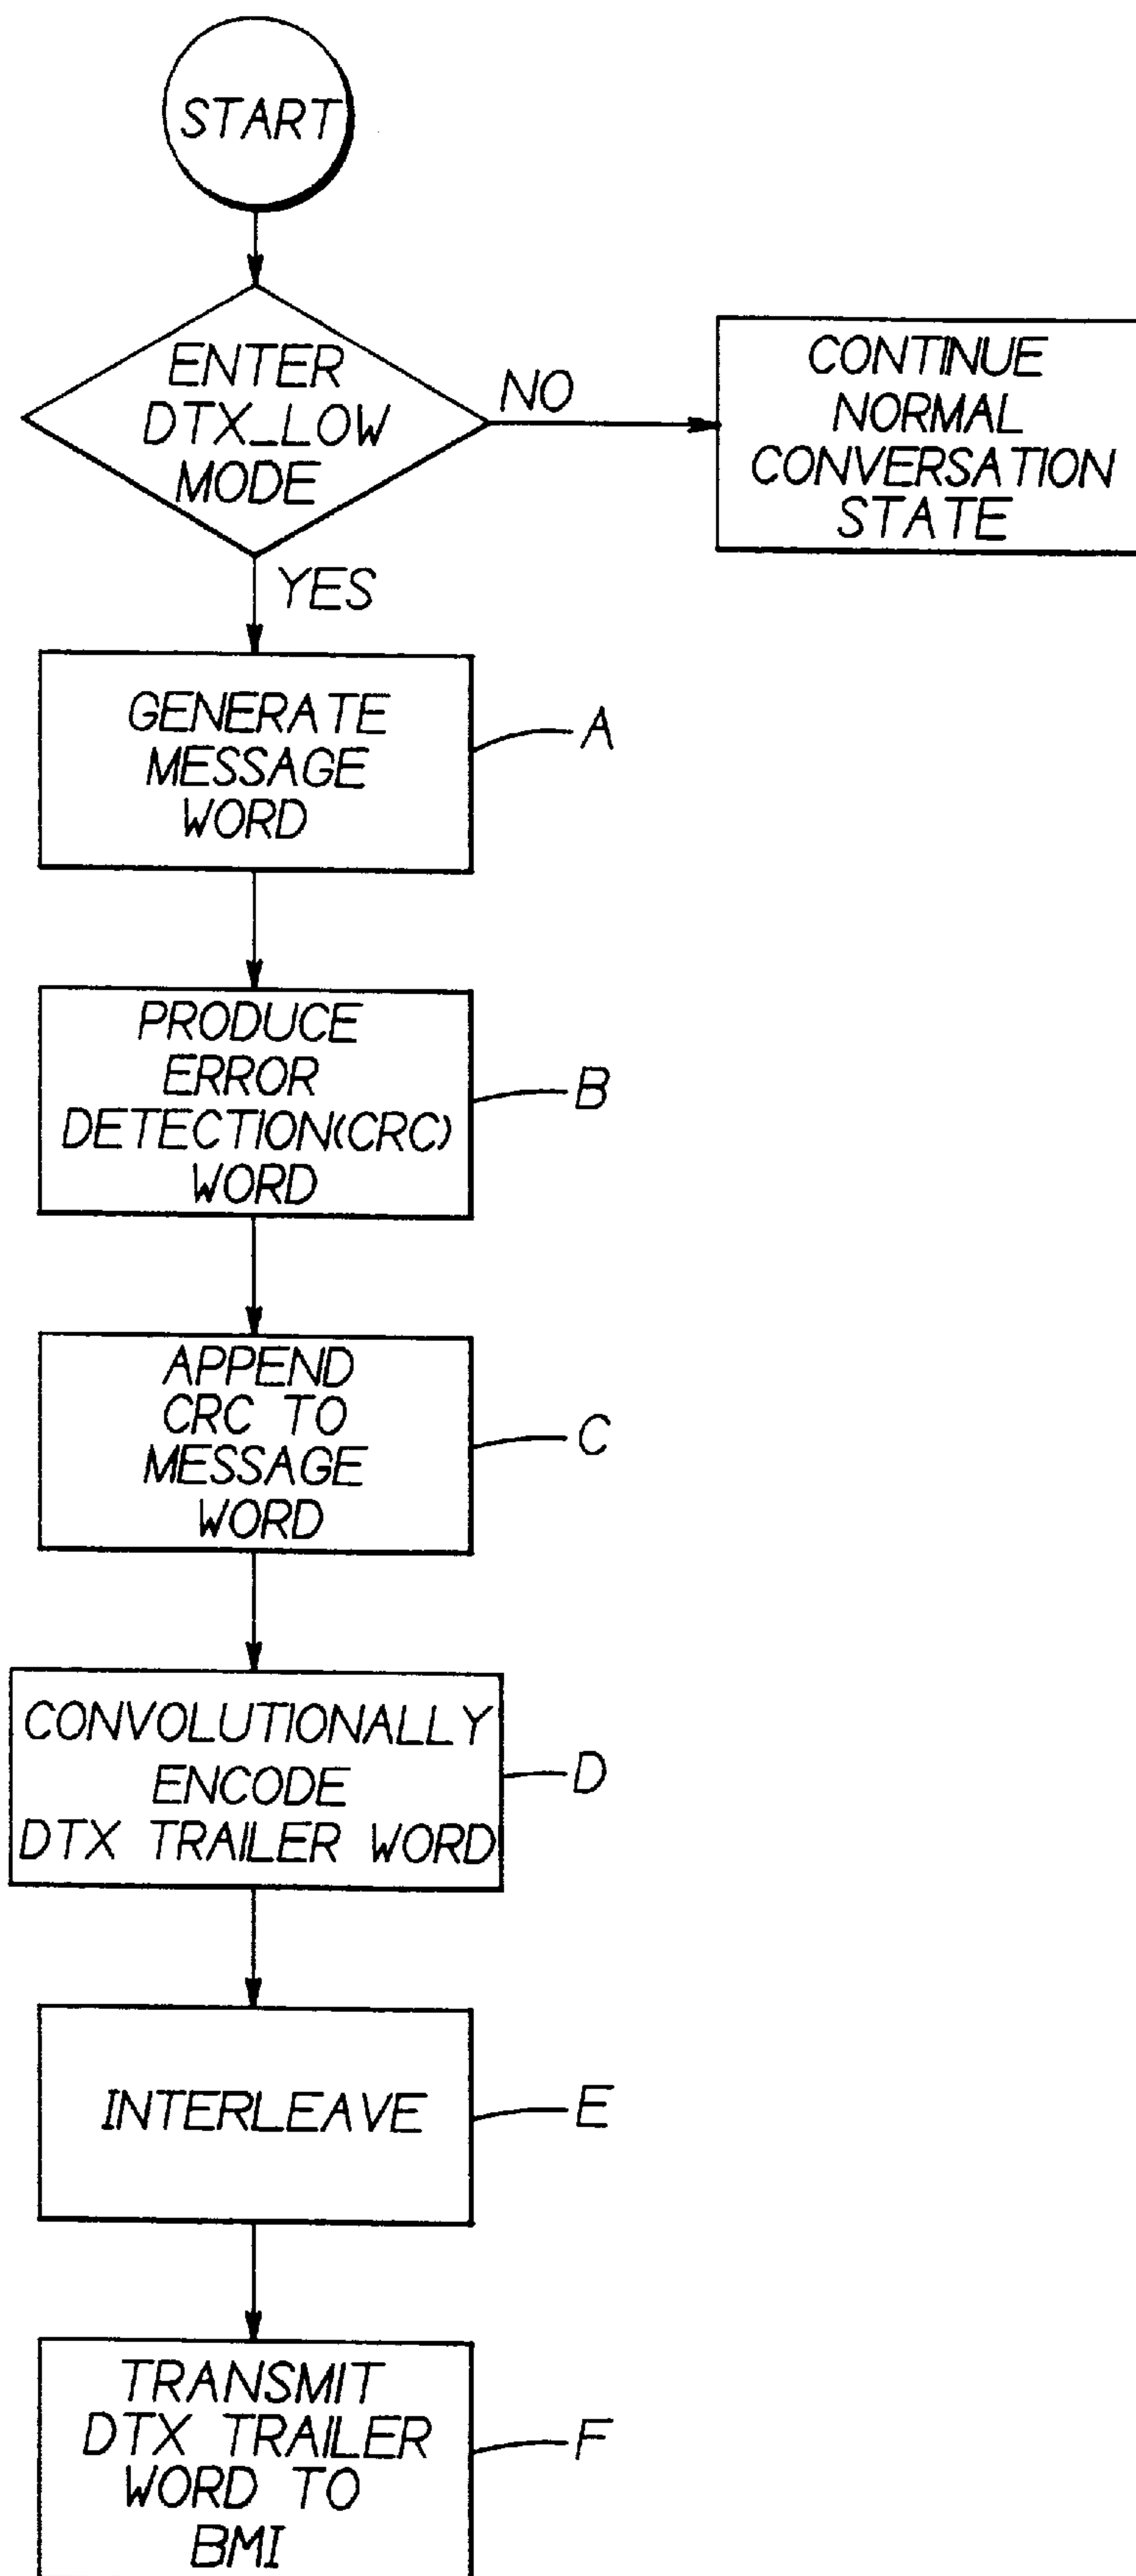 START
ENTER
DTX_LOW
MODE
NO
CONTINUE
NORMAL
CONVERSATION
STATE
YES
GENERATE
MESSAGE
WORD
A
PRODUCE
ERROR
DETECTION(CRC)
WORD
B
APPEND
CRC TO
MESSAGE
WORD
C
CONVOLUTIONALLY
ENCODE
DTX TRAILER WORD
D
INTERLEAVE
E
TRANSMIT
DTX TRAILER
WORD TO
BMI
F